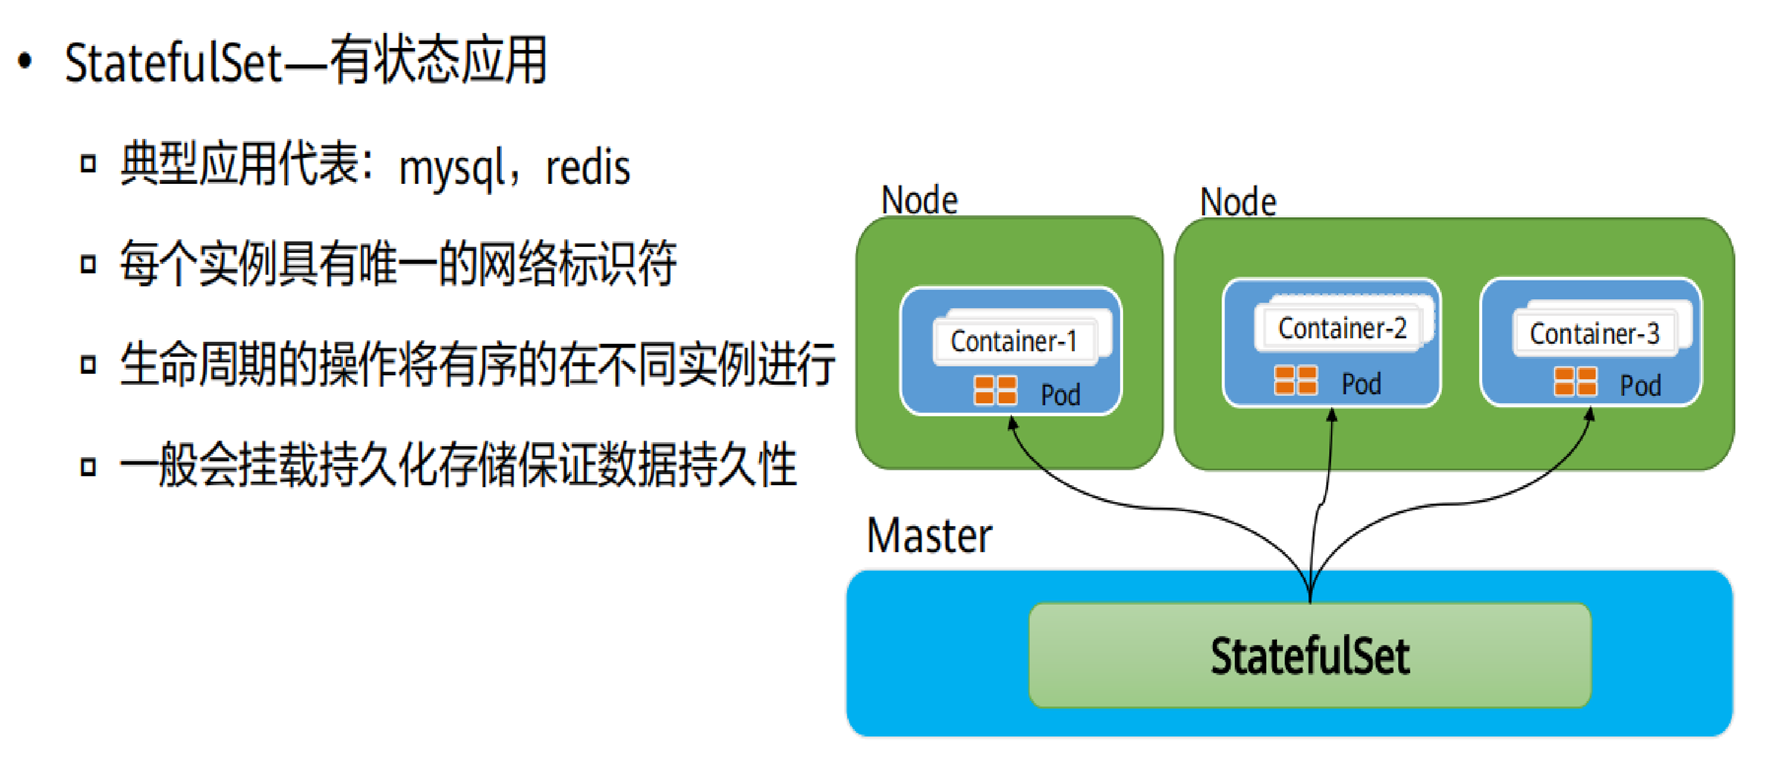 • StatefulSet—有状态应用
典型应用代表：mysql，redis
每个实例具有唯一的网络标识符
生命周期的操作将有序的在不同实例进行
一般会挂载持久化存储保证数据持久性
Node
Node
Container-1
Pod
Container-2
Pod
Container-3
Pod
Master
StatefulSet